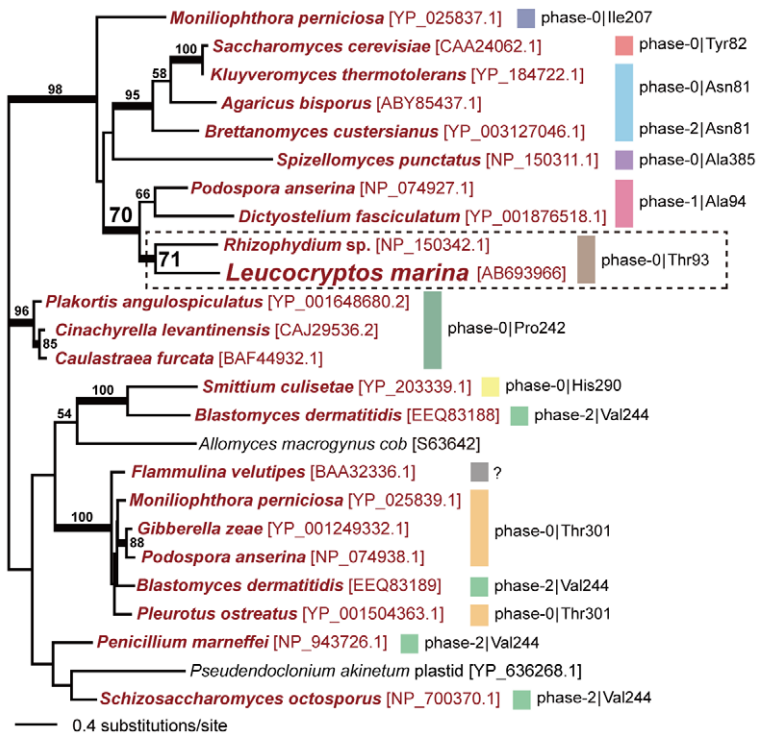 Moniliophthora perniciosa [YP_025837.1] phase-0|Ile207
100 Saccharomyces cerevisiae [CAA24062.1] phase-0|Tyr82
58 Kluyveromyces thermotolerans [YP_184722.1] phase-0|Asn81
98 95 Agaricus bisporus [ABY85437.1]
Brettanomyces custersianus [YP_003127046.1] phase-2|Asn81
Spizellomyces punctatus [NP_150311.1] phase-0|Ala385
66 Podospora anserina [NP_074927.1] phase-1|Ala94
70 Dictyostelium fasciculatum [YP_001876518.1]
Rhizophydium sp. [NP_150342.1] phase-0|Thr93
71 Leucocryptos marina [AB693966]
96 Plakortis angulospiculatus [YP_001648680.2]
Cinachyrella levantinensis [CAJ29536.2] phase-0|Pro242
85 Caulastraea furcata [BAF44932.1]
100 Smittium culisetae [YP_203339.1] phase-0|His290
54 Blastomyces dermatitidis [EEQ83188] phase-2|Val244
Allomyces macrogynus cob [S63642]
Flammulina velutipes [BAA32336.1] ?
Moniliophthora perniciosa [YP_025839.1]
100 Gibberella zeae [YP_001249332.1] phase-0|Thr301
88 Podospora anserina [NP_074938.1]
Blastomyces dermatitidis [EEQ83189] phase-2|Val244
Pleurotus ostreatus [YP_001504363.1] phase-0|Thr301
Penicillium marneffei [NP_943726.1] phase-2|Val244
Pseudendoclonium akinetum plastid [YP_636268.1]
Schizosaccharomyces octosporus [NP_700370.1] phase-2|Val244
0.4 substitutions/site